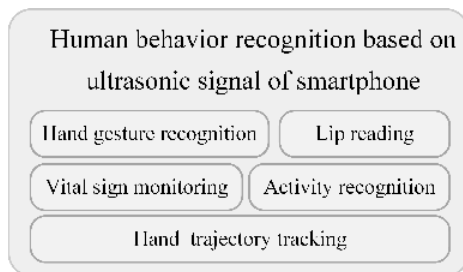 Human behavior recognition based on
ultrasonic signal of smartphone
Hand gesture recognition
Lip reading
Vital sign monitoring
Activity recognition
Hand trajectory tracking